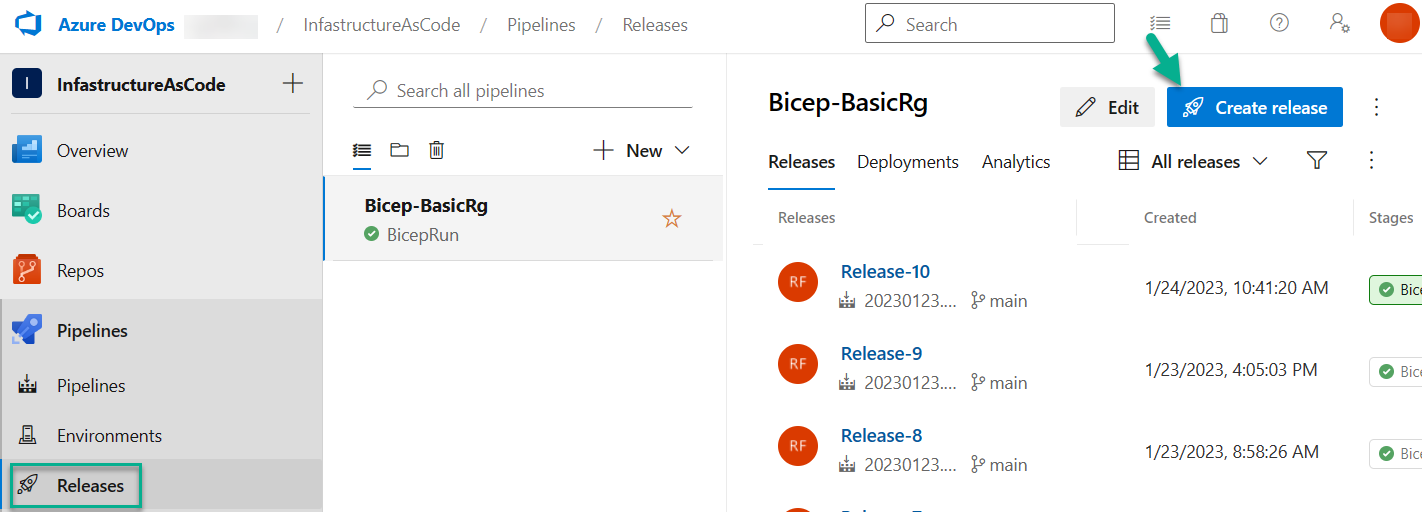 Azure DevOps / InfastructureAsCode / Pipelines / Releases
Search
I InfastructureAsCode
Overview
Boards
Repos
Pipelines
Pipelines
Environments
Releases
Search all pipelines
New
Bicep-BasicRg
BicepRun
Bicep-BasicRg
Edit
Create release
Releases Deployments Analytics All releases
Releases Created Stages
RF Release-10
20230123.... main 1/24/2023, 10:41:20 AM Bice
RF Release-9
20230123.... main 1/23/2023, 4:05:03 PM Bice
RF Release-8
20230123.... main 1/23/2023, 8:58:26 AM Bice